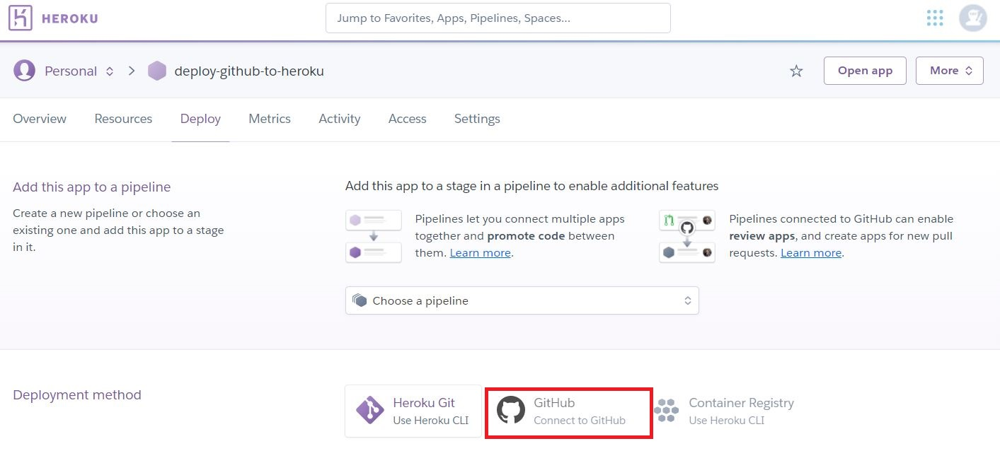 HEROKU
Jump to Favorites, Apps, Pipelines, Spaces...
Personal
deploy-github-to-heroku
Open app
More
Overview
Resources
Deploy
Metrics
Activity
Access
Settings
Add this app to a pipeline
Create a new pipeline or choose an
existing one and add this app to a stage
in it.
Add this app to a stage in a pipeline to enable additional features
Pipelines let you connect multiple apps
together and promote code between
them. Learn more.
Pipelines connected to GitHub can enable
review apps, and create apps for new pull
requests. Learn more.
Choose a pipeline
Deployment method
Heroku Git
Use Heroku CLI
GitHub
Connect to GitHub
Container Registry
Use Heroku CLI